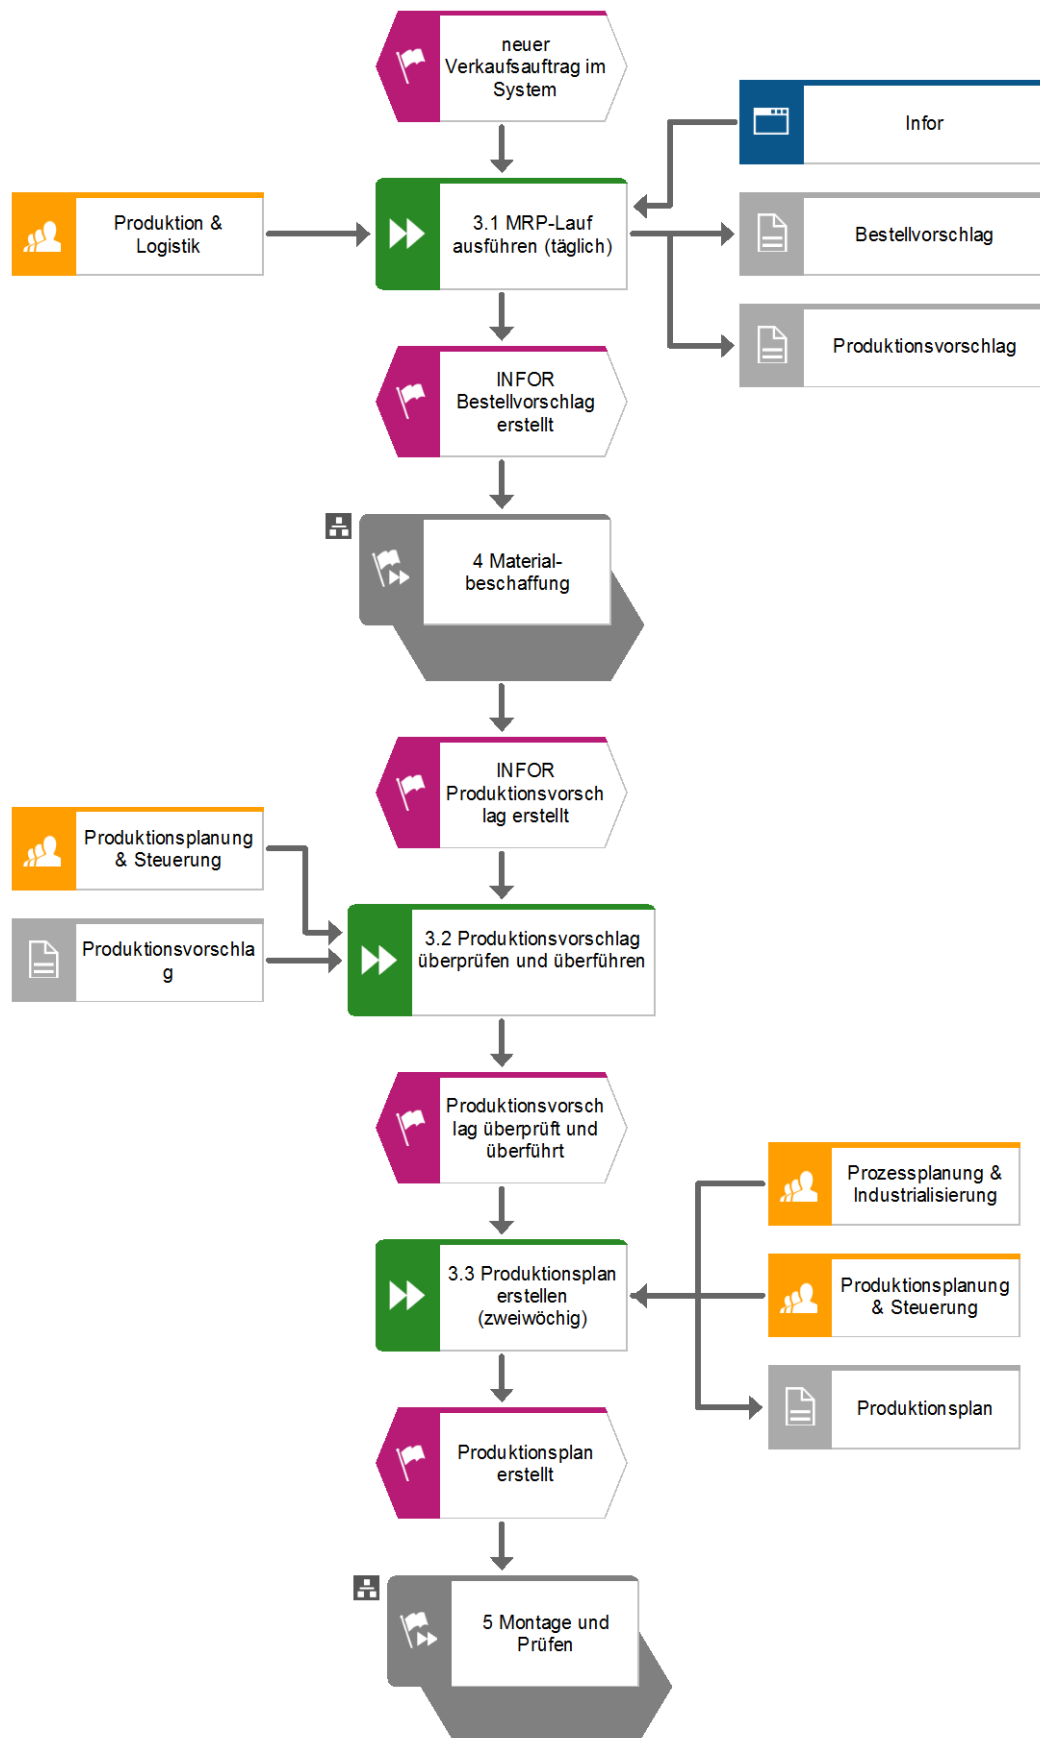 neuer
Verkaufsauftrag im
System
Infor
Produktion &
Logistik
3.1 MRP-Lauf
ausführen (täglich)
Bestellvorschlag
Produktionsvorschlag
INFOR
Bestellvorschlag
erstellt
4 Material-
beschaffung
INFOR
Produktionsvorsch
lag erstellt
Produktionsplanung
& Steuerung
Produktionsvorschla
g
3.2 Produktionsvorschlag
überprüfen und überführen
Produktionsvorsch
lag überprüft und
überführt
Prozessplanung &
Industrialisierung
3.3 Produktionsplan
erstellen
(zweiwöchig)
Produktionsplanung
& Steuerung
Produktionsplan
Produktionsplan
erstellt
5 Montage und
Prüfen